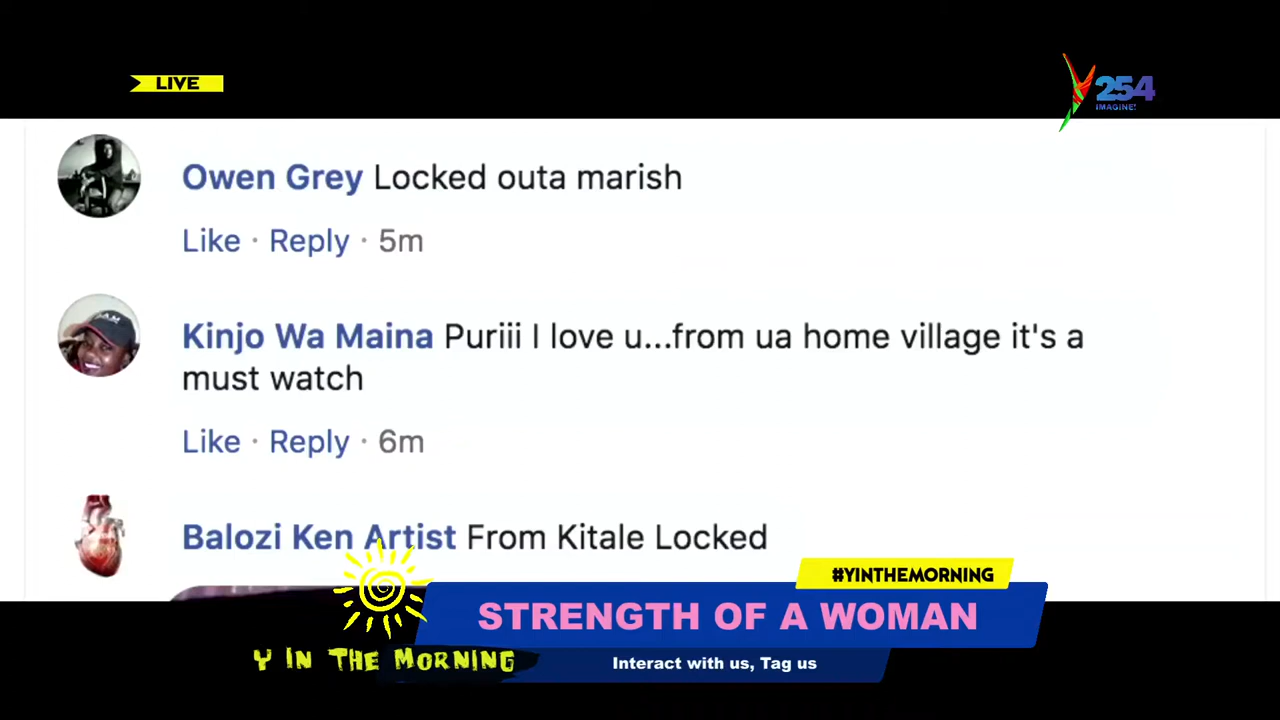 LIVE
Y254
IMAGINE!
Owen Grey Locked outa marish
Like · Reply · 5m
Kinjo Wa Maina Puriii I love u...from ua home village it's a
must watch
Like · Reply · 6m
Balozi Ken Artist From Kitale Locked
#YINTHEMORNING
STRENGTH OF A WOMAN
Y IN THE MORNING
Interact with us, Tag us